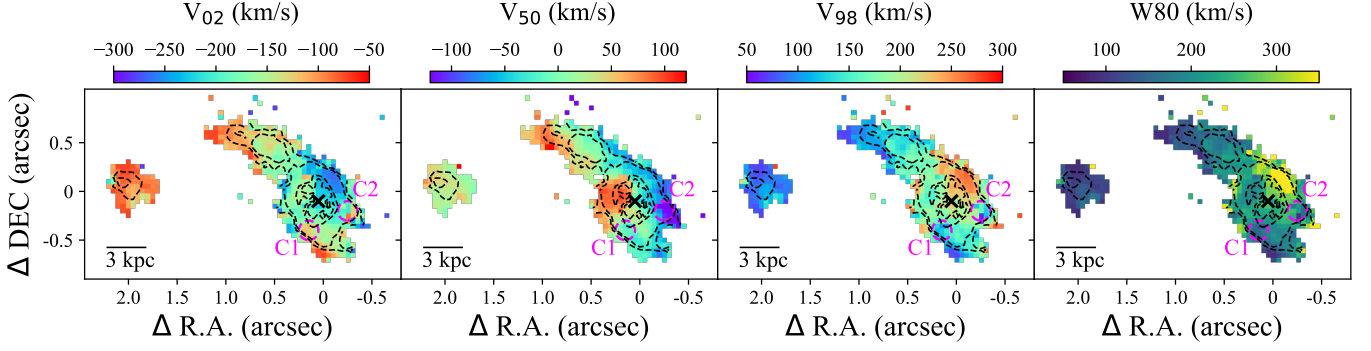 V02 (km/s) V50 (km/s) V98 (km/s) W80 (km/s)
−300 −250 −200 −150 −100 −50 −100 −50 0 50 100 50 100 150 200 250 300 100 200 300
Δ DEC (arcsec)
0.5
0
-0.5
C2 C2 C2 C2
C1 C1 C1 C1
3 kpc 3 kpc 3 kpc 3 kpc
2.0 1.5 1.0 0.5 0 -0.5 2.0 1.5 1.0 0.5 0 -0.5 2.0 1.5 1.0 0.5 0 -0.5 2.0 1.5 1.0 0.5 0 -0.5
Δ R.A. (arcsec) Δ R.A. (arcsec) Δ R.A. (arcsec) Δ R.A. (arcsec)